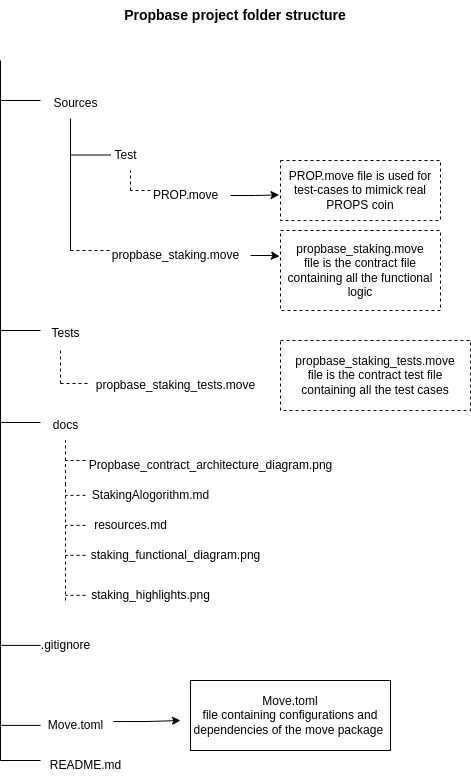 Propbase project folder structure
Sources
Test
PROP.move
PROP.move file is used for
test-cases to mimick real
PROPS coin
propbase_staking.move
propbase_staking.move
file is the contract file
containing all the functional
logic
Tests
propbase_staking_tests.move
propbase_staking_tests.move
file is the contract test file
containing all the test cases
docs
Propbase_contract_architecture_diagram.png
StakingAlogorithm.md
resources.md
staking_functional_diagram.png
staking_highlights.png
.gitignore
Move.toml
Move.toml
file containing configurations and
dependencies of the move package
README.md